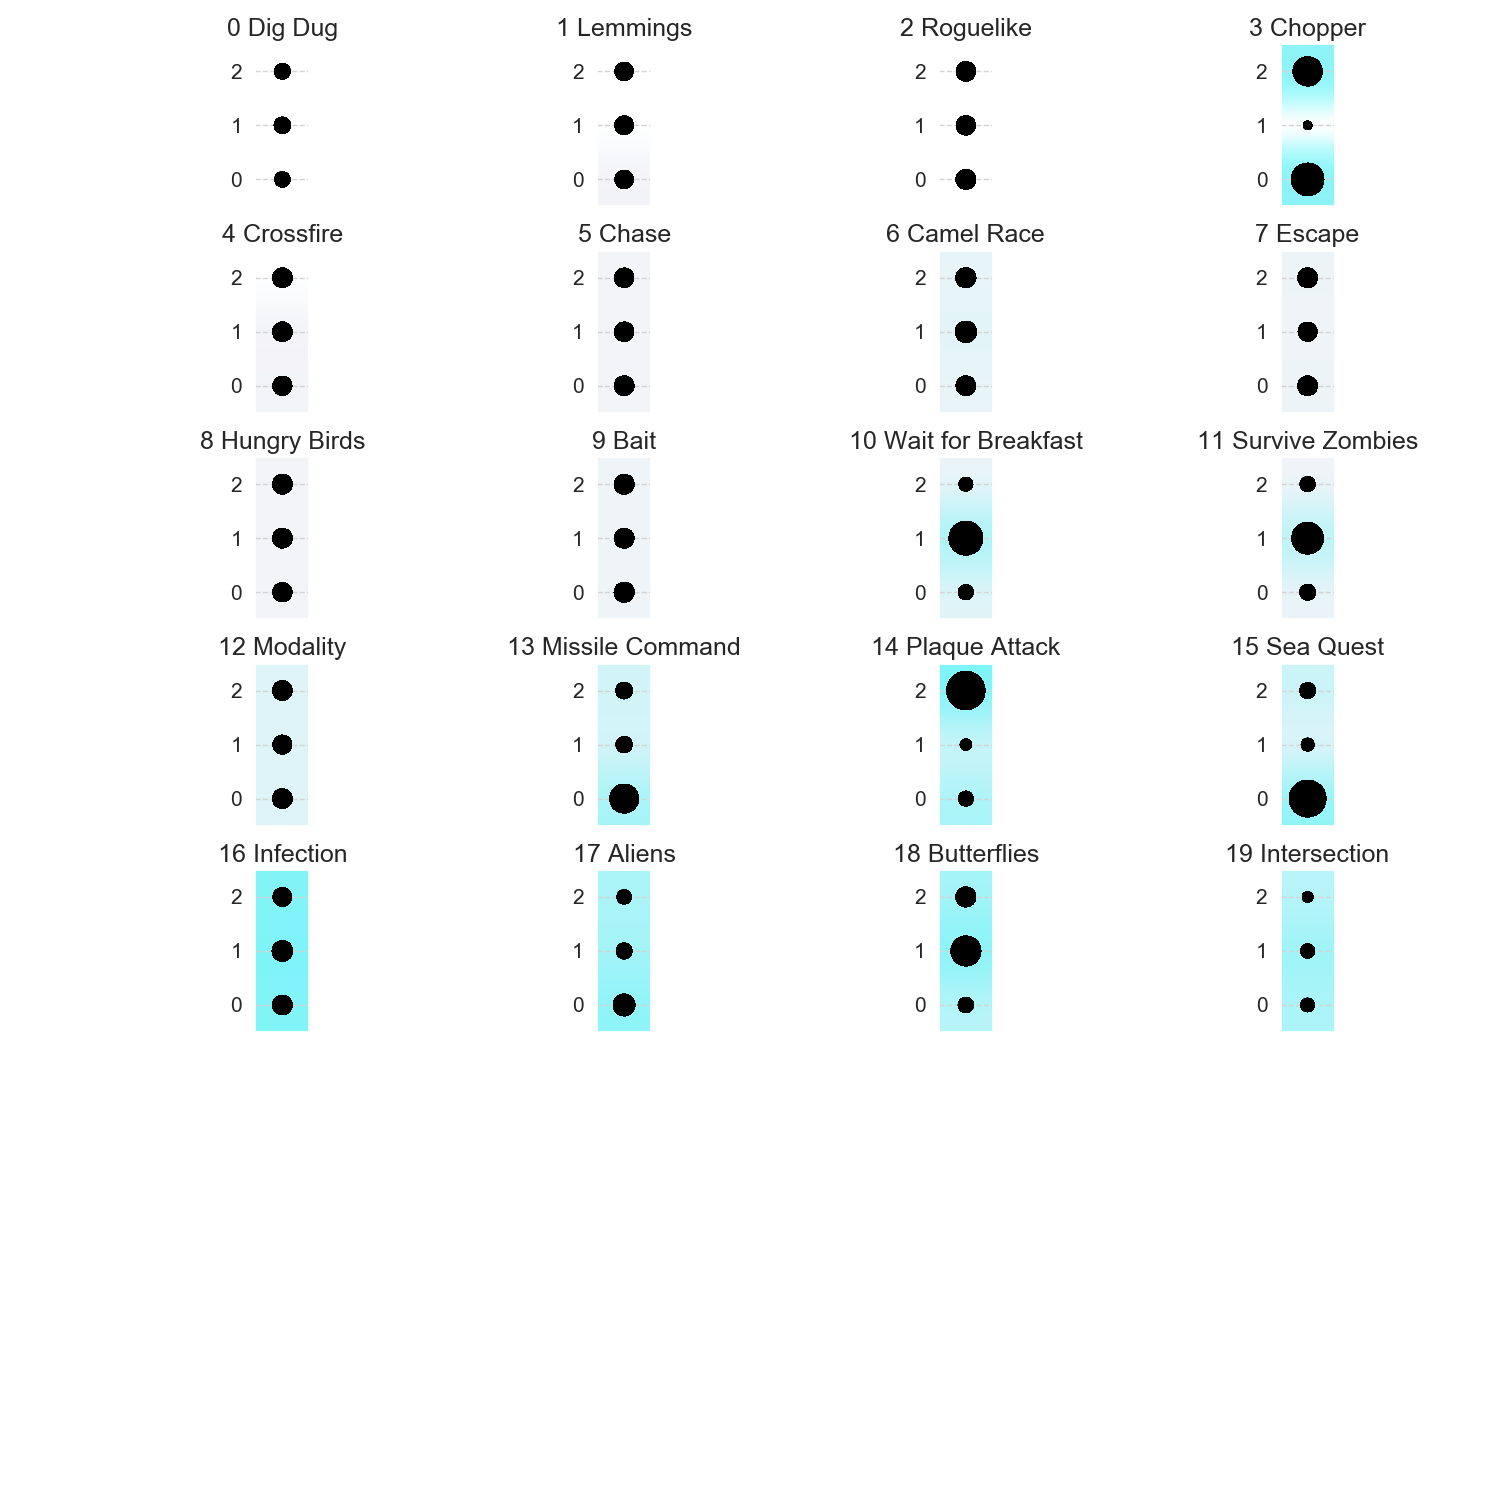 0 Dig Dug 1 Lemmings 2 Roguelike 3 Chopper
2 2 2 2
1 1 1 1
0 0 0 0
4 Crossfire 5 Chase 6 Camel Race 7 Escape
2 2 2 2
1 1 1 1
0 0 0 0
8 Hungry Birds 9 Bait 10 Wait for Breakfast 11 Survive Zombies
2 2 2 2
1 1 1 1
0 0 0 0
12 Modality 13 Missile Command 14 Plaque Attack 15 Sea Quest
2 2 2 2
1 1 1 1
0 0 0 0
16 Infection 17 Aliens 18 Butterflies 19 Intersection
2 2 2 2
1 1 1 1
0 0 0 0